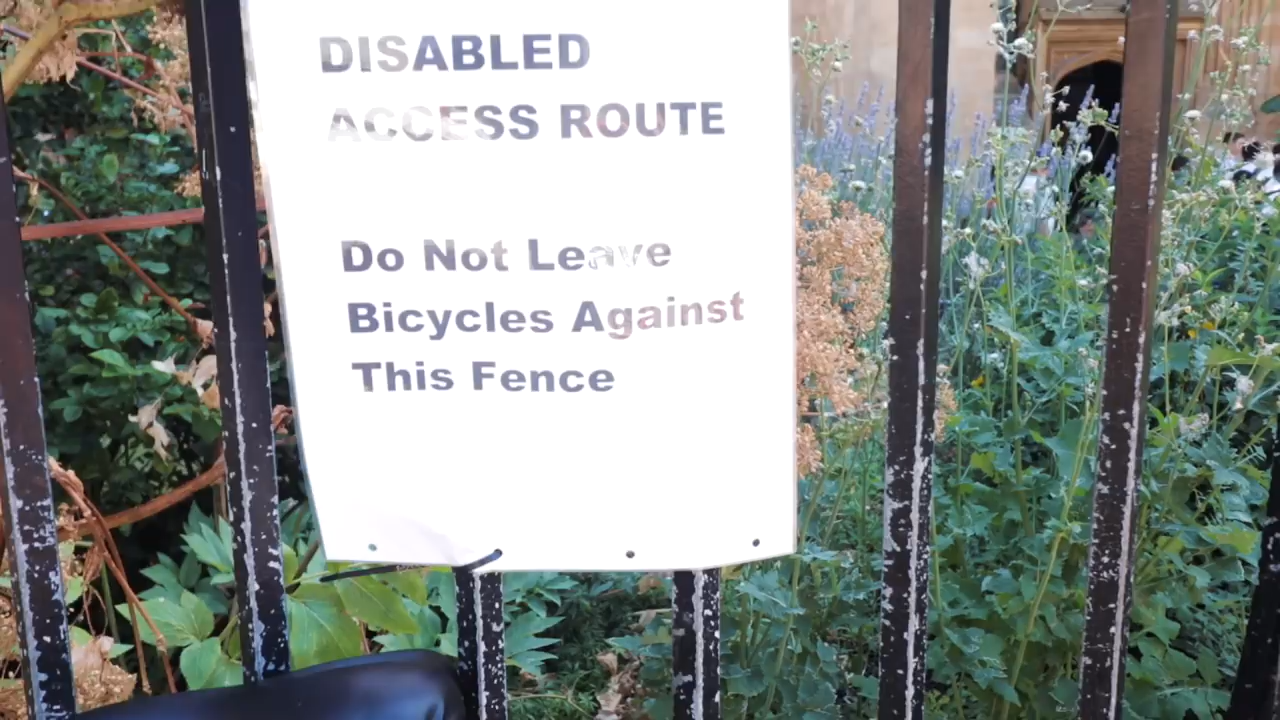 DISABLED
ACCESS ROUTE
Do Not Leave
Bicycles Against
This Fence